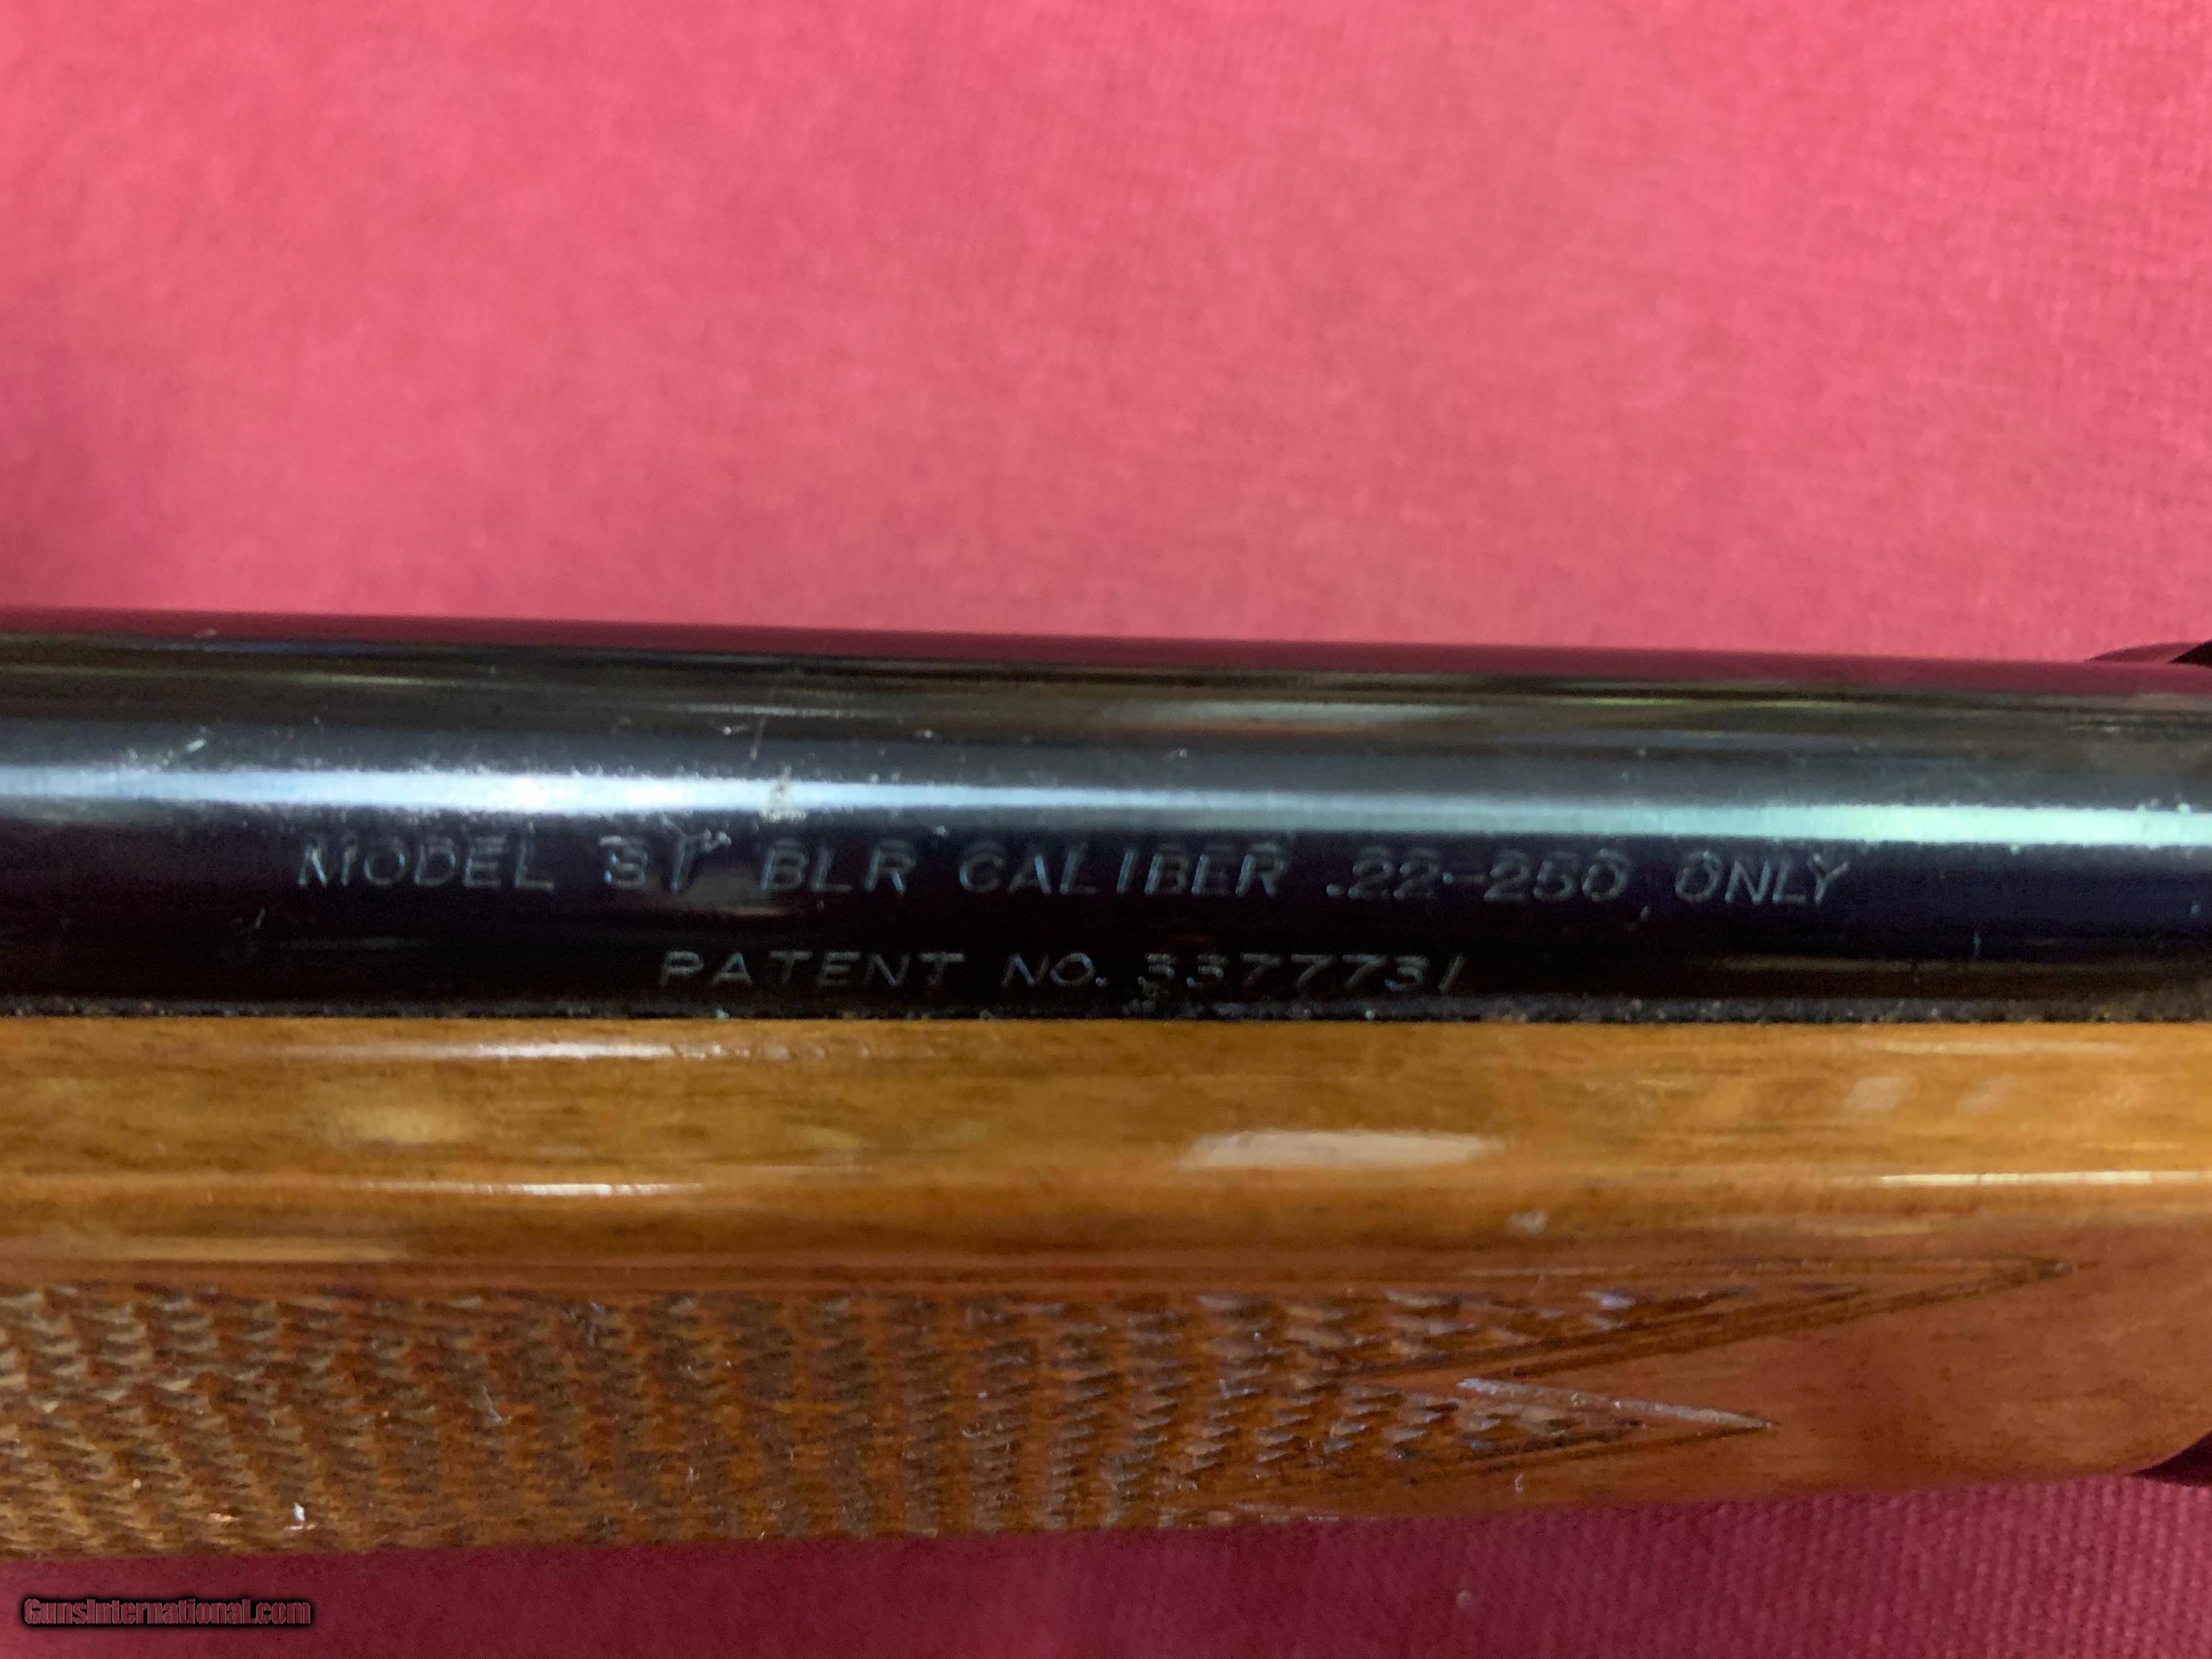 MODEL 81 BLR CALIBER .22-250 ONLY
PATENT NO. 3377731
GunsInternational.com